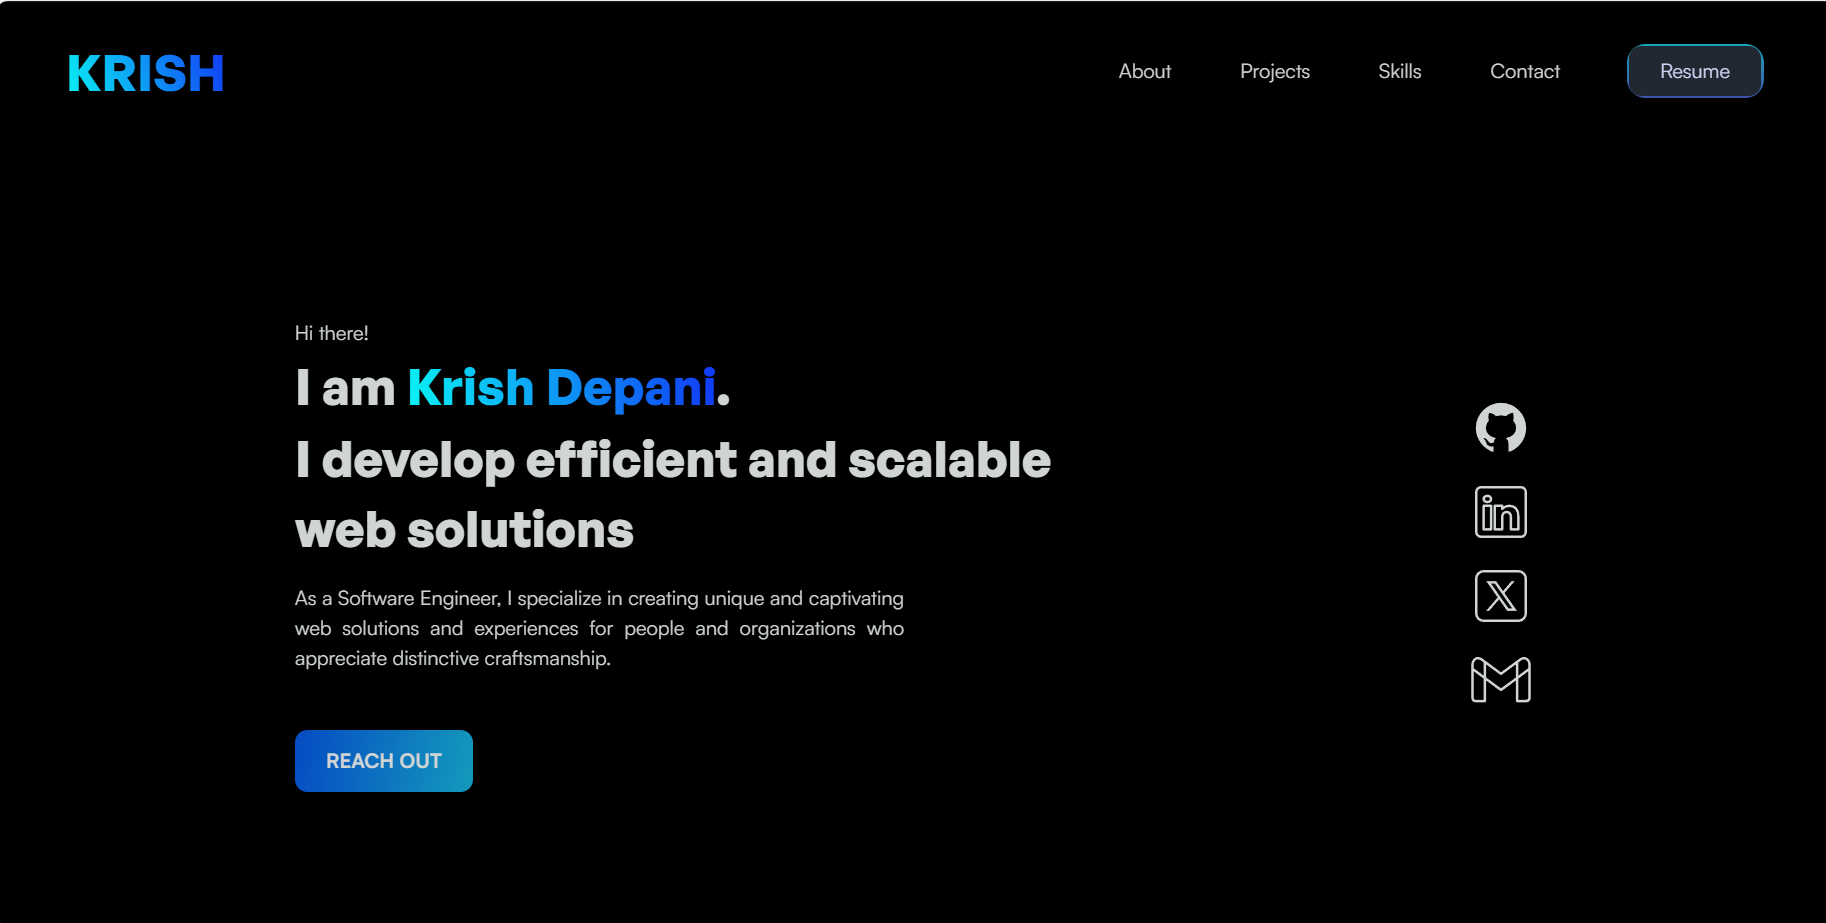 KRISH
About Projects Skills Contact Resume
Hi there!
I am Krish Depani.
I develop efficient and scalable
web solutions
As a Software Engineer, I specialize in creating unique and captivating
web solutions and experiences for people and organizations who
appreciate distinctive craftsmanship.
in
X
REACH OUT